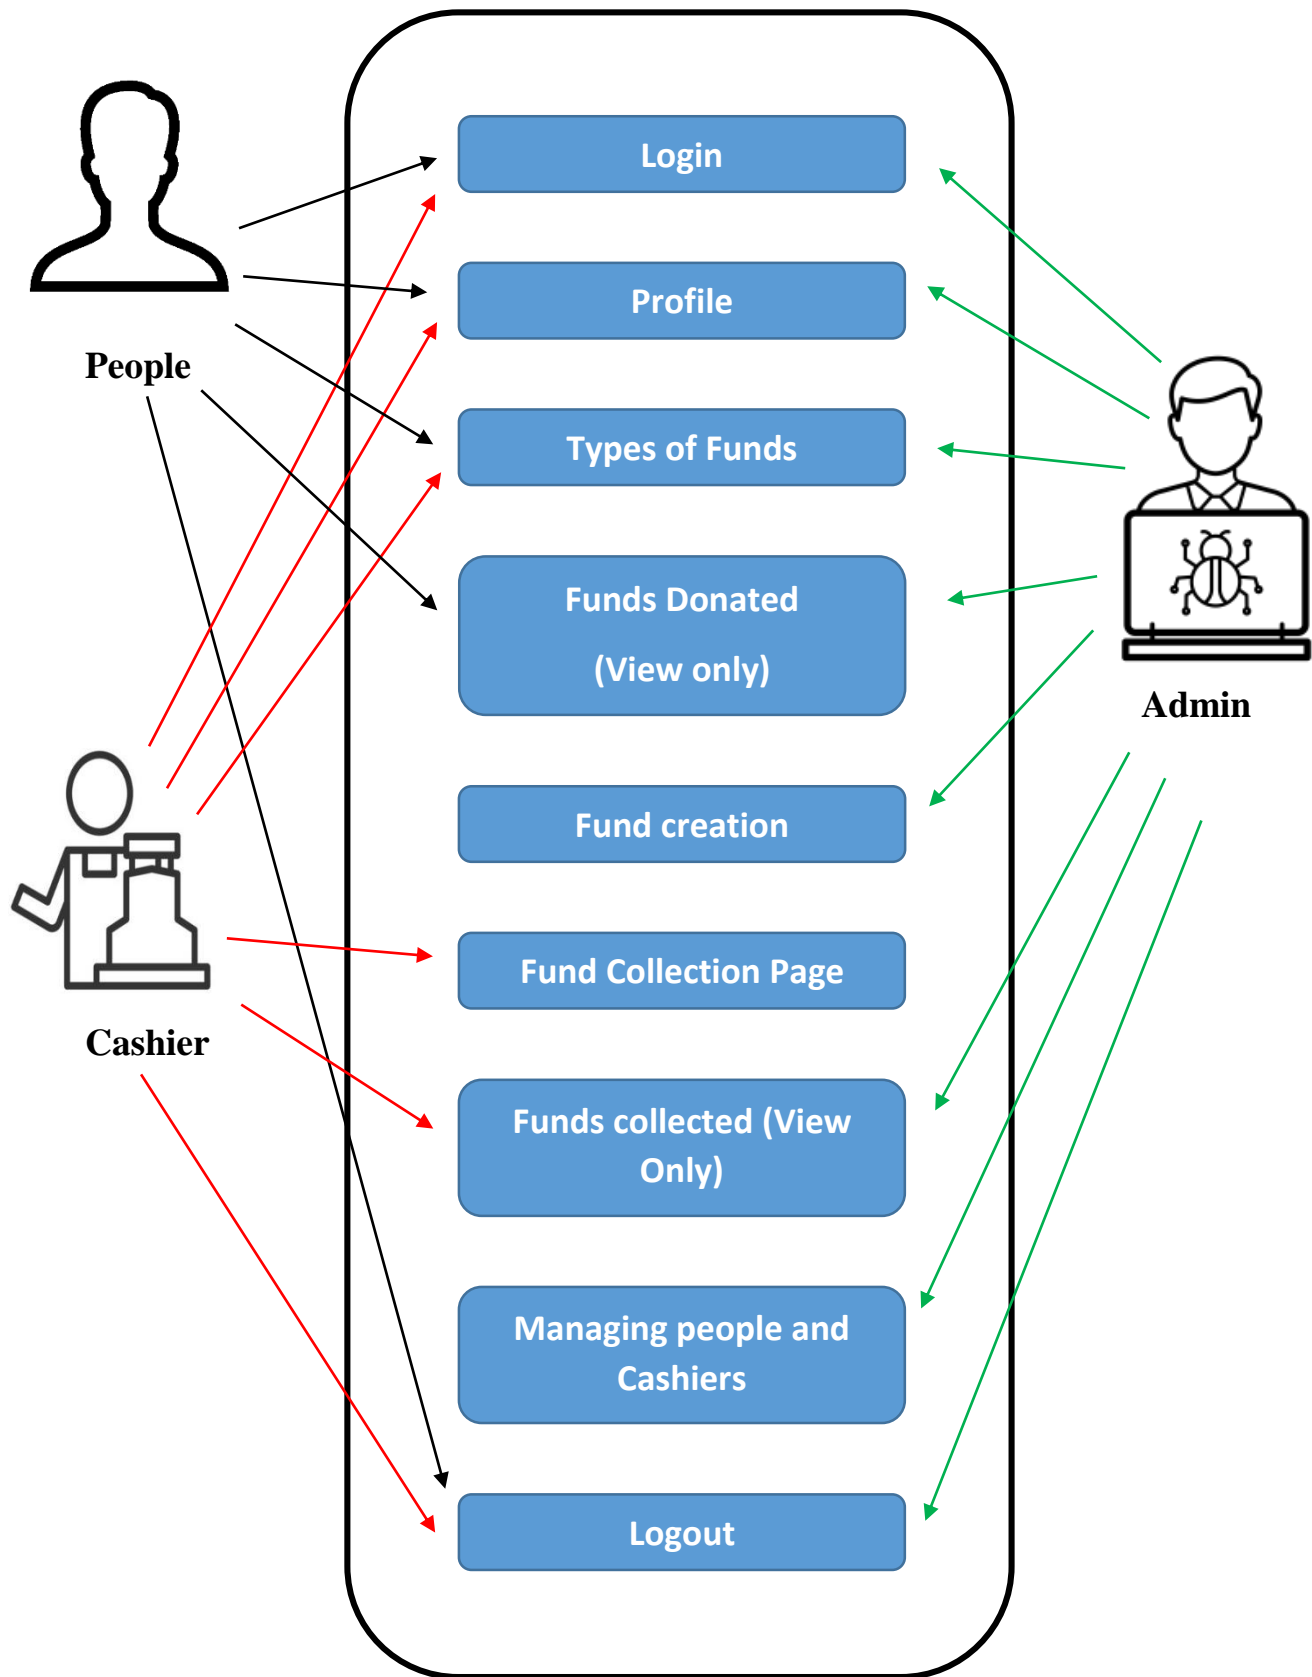 Login
Profile
People
Types of Funds
Funds Donated
(View only)
Admin
Fund creation
Fund Collection Page
Cashier
Funds collected (View
Only)
Managing people and
Cashiers
Logout